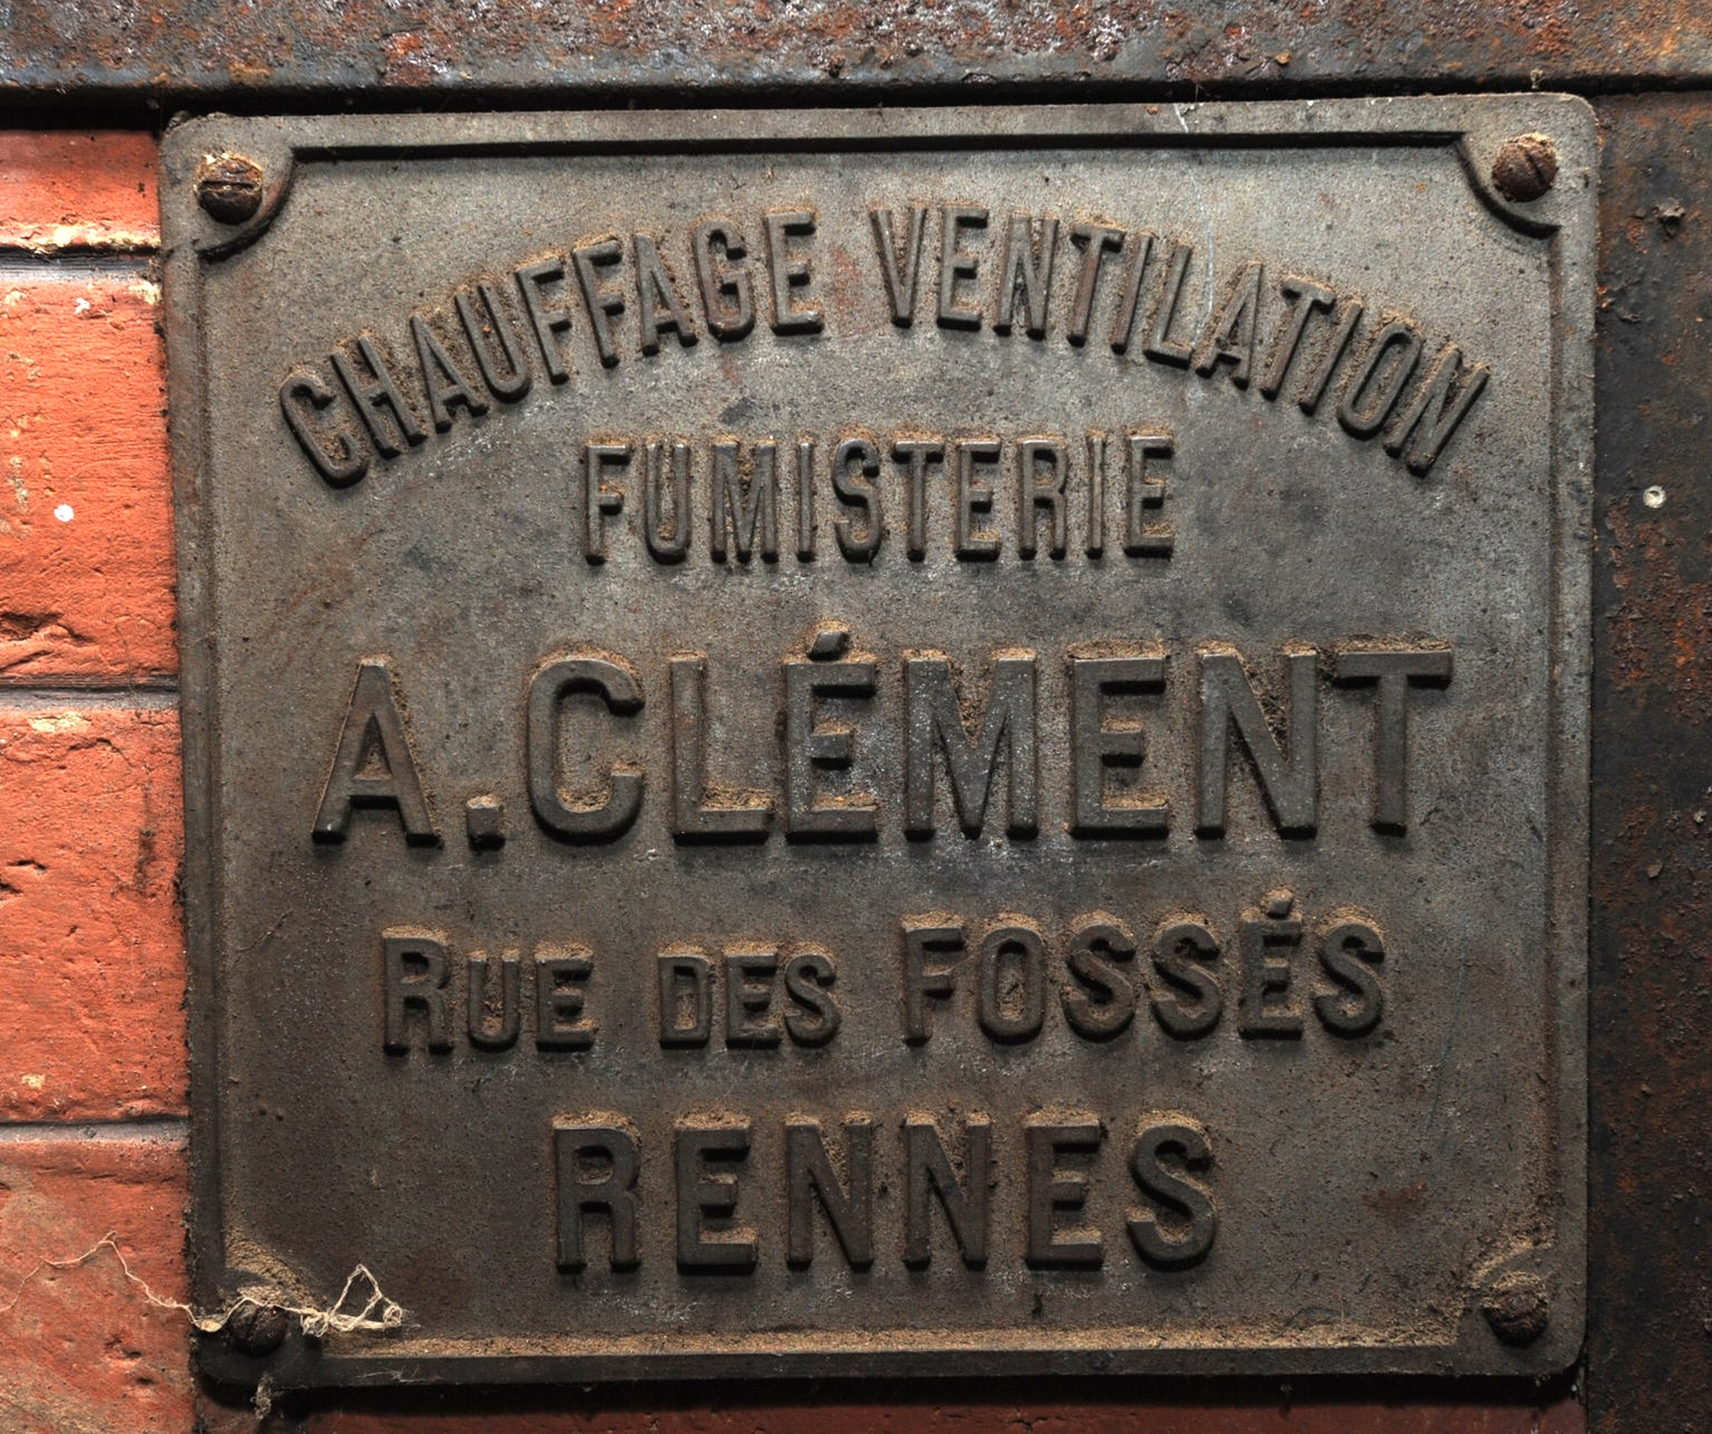 CHAUFFAGE VENTILATION
FUMISTERIE
A. CLÉMENT
RUE DES FOSSÉS
RENNES